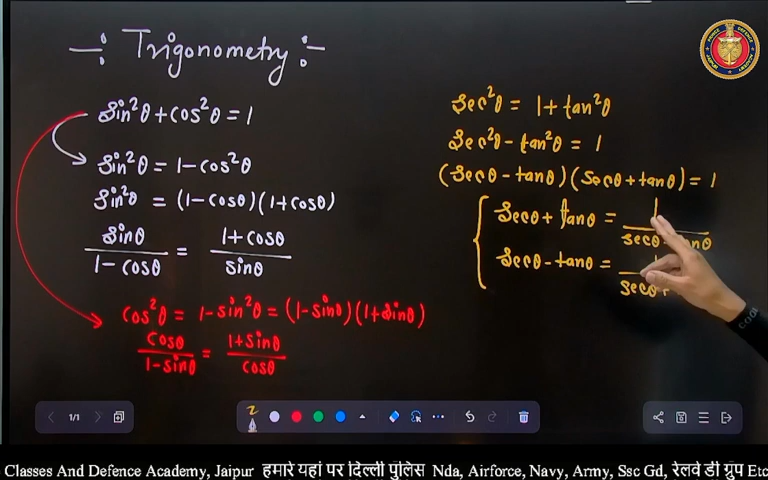 -: Trigonometry :-
sin²θ + cos²θ = 1
sin²θ = 1 - cos²θ
sin²θ = (1 - cosθ)(1 + cosθ)
sinθ / 1 - cosθ = 1 + cosθ / sinθ
cos²θ = 1 - sin²θ = (1 - sinθ)(1 + sinθ)
cosθ / 1 - sinθ = 1 + sinθ / cosθ
sec²θ = 1 + tan²θ
sec²θ - tan²θ = 1
(secθ - tanθ)(secθ + tanθ) = 1
secθ + tanθ = 1 / secθ tanθ
secθ - tanθ = 1 / secθ +
1/1
Classes And Defence Academy, Jaipur हमारे यहां पर दिल्ली पुलिस Nda, Airforce, Navy, Army, Ssc Gd, रेलवे डी ग्रुप Etc